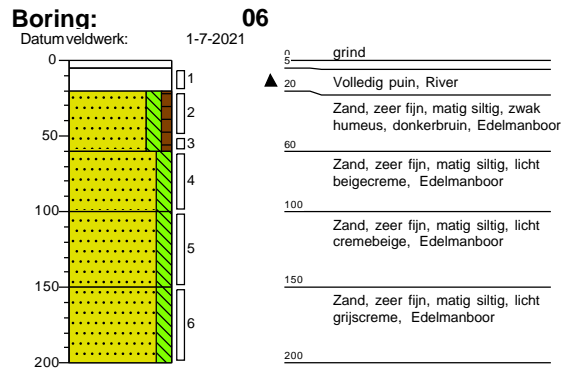 Boring: 06
Datum veldwerk: 1-7-2021
0
50
100
150
200
1
2
3
4
5
6
0
grind
5
Volledig puin, River
20
Zand, zeer fijn, matig siltig, zwak
humeus, donkerbruin, Edelmanboor
60
Zand, zeer fijn, matig siltig, licht
beigecreme, Edelmanboor
100
Zand, zeer fijn, matig siltig, licht
cremebeige, Edelmanboor
150
Zand, zeer fijn, matig siltig, licht
grijscreme, Edelmanboor
200